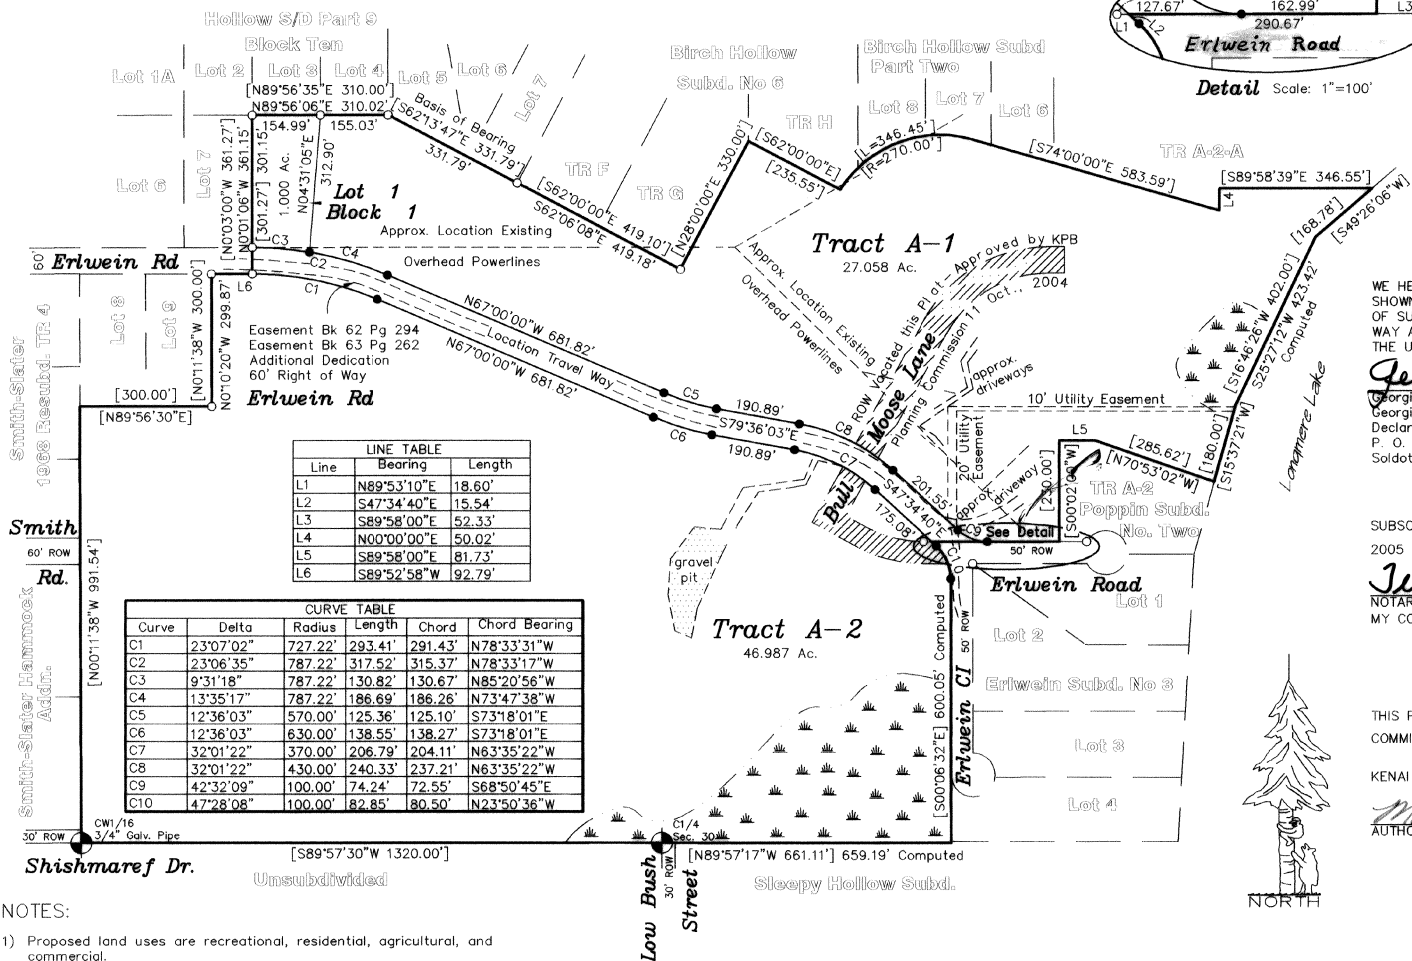 Hollow S/D Part 9
Block Ten
Lot 1A
Lot 2
Lot 3
Lot 4
Lot 5
Lot 6
Lot 7
[N89°56'35"E 310.00']
N89°56'06"E 310.02'
154.99'
155.03'
Basis of Bearing
[S62°13'47"E 331.79']
331.79'
Birch Hollow
Subd. No 6
Birch Hollow Subd
Part Two
Lot 8
Lot 7
Lot 6
TR H
TR F
TR G
TR A-2-A
127.67'
162.99'
L3
290.67'
L1
L2
Erlwein Road
Detail Scale: 1"=100'
Lot 6
Lot 7
[N0°03'00"W 361.27']
N0°01'06"W 361.15'
[301.27'] 301.15'
1.000 Ac.
N04°31'05"E
312.90'
Lot 1
Block 1
[S62°00'00"E 419.10']
S62°06'08"E 419.18'
[N28°00'00"E 330.00']
[S62°00'00"E]
[235.55']
[L=346.45']
[R=270.00']
[S74°00'00"E 583.59']
[S89°58'39"E 346.55']
L4
[168.78']
[S49°26'06"W]
Approx. Location Existing
Overhead Powerlines
Tract A-1
27.058 Ac.
Approx. Location Existing
Overhead Powerlines
ROW Vacated this Plat Approved by KPB
Planning Commission 11 Oct., 2004
Bull Moose Lane
approx.
driveways
60'
Erlwein Rd
C3
C2
C4
L6
C1
Lot 8
Lot 9
[N0°11'38"W 300.00']
N0°10'20"W 299.87'
Easement Bk 62 Pg 294
Easement Bk 63 Pg 262
Additional Dedication
60' Right of Way
Erlwein Rd
N67°00'00"W 681.82'
Location Travel Way
N67°00'00"W 681.82'
C5
C6
190.89'
S79°36'03"E
190.89'
C8
C7
S47°34'40"E
201.55'
175.08'
C9
C10
[S16°46'26"W 402.00']
S25°27'12"W 423.42'
Computed
Longmere Lake
10' Utility Easement
20' Utility
Easement
approx.
driveway
L5
[285.62']
[N70°53'02"W]
[180.00']
[S15°37'21"W]
[250.00']
[S00°02'00"W]
TR A-2
Poppin Subd.
No. Two
See Detail
50' ROW
Erlwein Road
WE HE
SHOWN
OF SU
WAY A
THE U
Georgi
Georgi
Declar
P. O.
Soldot
SUBSC
2005
NOTAR
MY CO
Smith-Slater
1968 Resubd. TR 4
[300.00']
[N89°56'30"E]
Smith
60' ROW
Rd.
[N00°11'38"W 991.54']
Smith-Slater Hammock
Addn.
LINE TABLE
Line Bearing Length
L1 N89°53'10"E 18.60'
L2 S47°34'40"E 15.54'
L3 S89°58'00"E 52.33'
L4 N00°00'00"E 50.02'
L5 S89°58'00"E 81.73'
L6 S89°52'58"W 92.79'
CURVE TABLE
Curve Delta Radius Length Chord Chord Bearing
C1 23°07'02" 727.22' 293.41' 291.43' N78°33'31"W
C2 23°06'35" 787.22' 317.52' 315.37' N78°33'17"W
C3 9°31'18" 787.22' 130.82' 130.67' N85°20'56"W
C4 13°35'17" 787.22' 186.69' 186.26' N73°47'38"W
C5 12°36'03" 570.00' 125.36' 125.10' S73°18'01"E
C6 12°36'03" 630.00' 138.55' 138.27' S73°18'01"E
C7 32°01'22" 370.00' 206.79' 204.11' N63°35'22"W
C8 32°01'22" 430.00' 240.33' 237.21' N63°35'22"W
C9 42°32'09" 100.00' 74.24' 72.55' S68°50'45"E
C10 47°28'08" 100.00' 82.85' 80.50' N23°50'36"W
gravel
pit
Tract A-2
46.987 Ac.
[S00°06'32"E] 600.05' Computed
Erlwein Cl
50' ROW
Lot 1
Lot 2
Erlwein Subd. No 3
Lot 3
Lot 4
THIS P
COMMI
KENAI
AUTHO
NORTH
CW1/16
3/4" Galv. Pipe
30' ROW
Shishmaref Dr.
[S89°57'30"W 1320.00']
Unsubdivided
C1/4
Sec. 30
[N89°57'17"W 661.11'] 659.19' Computed
Sleepy Hollow Subd.
Low Bush
30' ROW
Street
NOTES:
1) Proposed land uses are recreational, residential, agricultural, and
commercial.